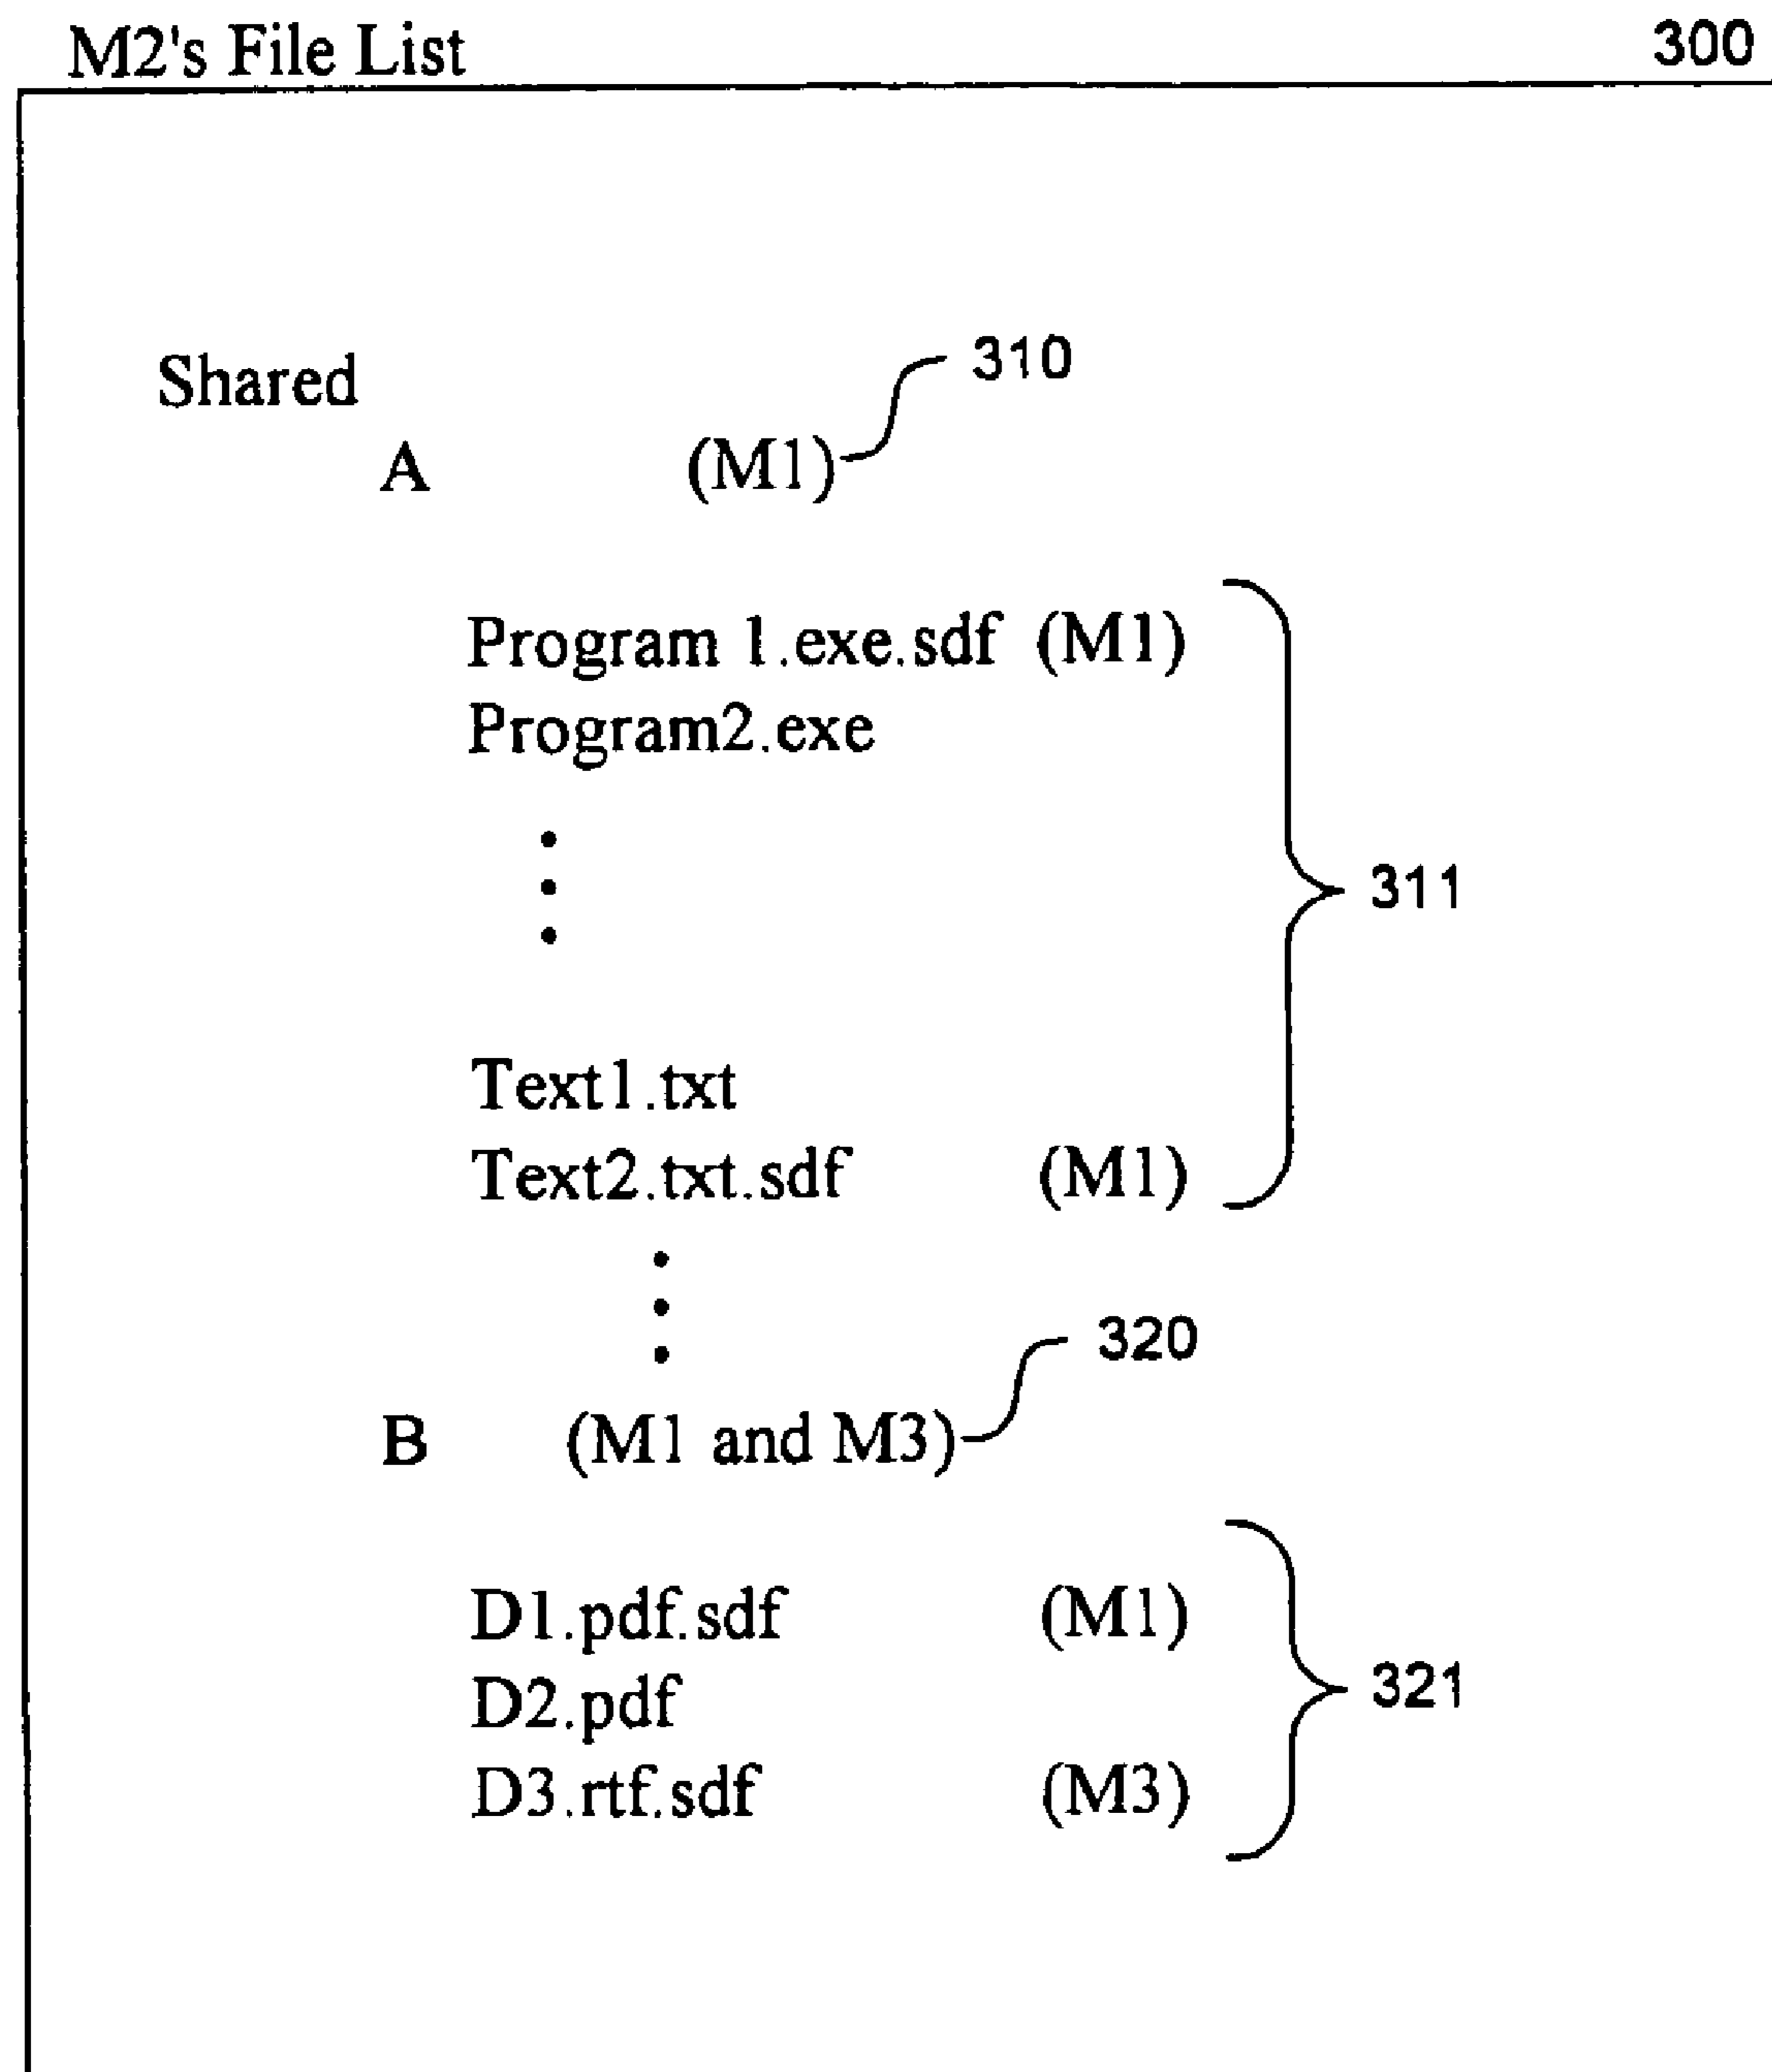 M2's File List 300
Shared
310
A (M1)
Program 1.exe.sdf (M1)
Program2.exe
311
Text1.txt
Text2.txt.sdf (M1)
320
B (M1 and M3)
D1.pdf.sdf (M1)
D2.pdf 321
D3.rtf.sdf (M3)